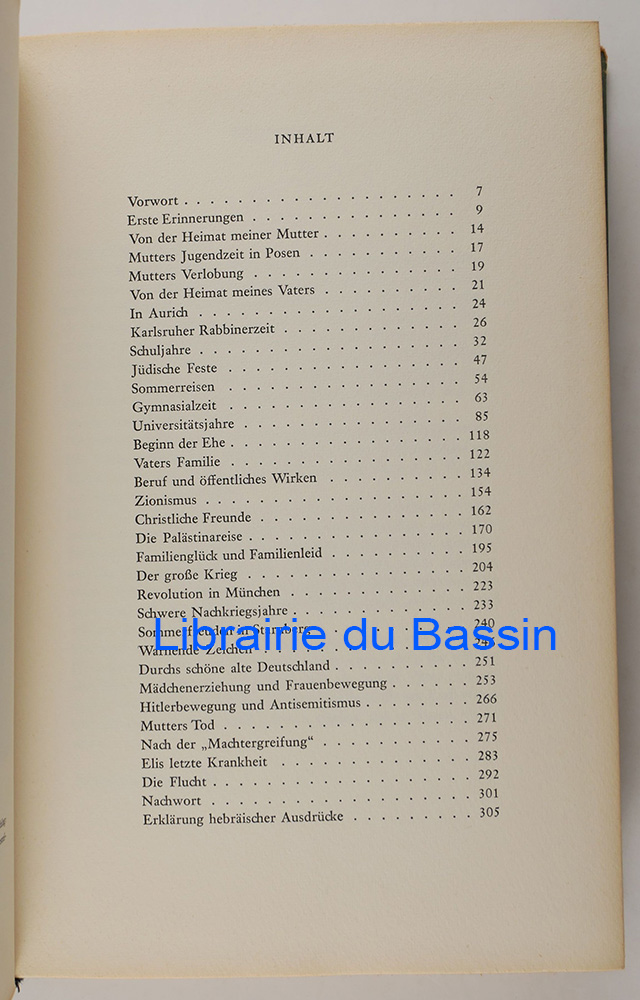 INHALT
Vorwort . . . . . . . . . . . . . . . . . . . . 7
Erste Erinnerungen . . . . . . . . . . . . . . . 9
Von der Heimat meiner Mutter . . . . . . . . . . 14
Mutters Jugendzeit in Posen . . . . . . . . . . 17
Mutters Verlobung . . . . . . . . . . . . . . . 19
Von der Heimat meines Vaters . . . . . . . . . . 21
In Aurich . . . . . . . . . . . . . . . . . . . 24
Karlsruher Rabbinerzeit . . . . . . . . . . . . 26
Schuljahre . . . . . . . . . . . . . . . . . . . 32
Jüdische Feste . . . . . . . . . . . . . . . . . 47
Sommerreisen . . . . . . . . . . . . . . . . . . 54
Gymnasialzeit . . . . . . . . . . . . . . . . . 63
Universitätsjahre . . . . . . . . . . . . . . . 85
Beginn der Ehe . . . . . . . . . . . . . . . . . 118
Vaters Familie . . . . . . . . . . . . . . . . . 122
Beruf und öffentliches Wirken . . . . . . . . . 134
Zionismus . . . . . . . . . . . . . . . . . . . 154
Christliche Freunde . . . . . . . . . . . . . . 162
Die Palästinareise . . . . . . . . . . . . . . . 170
Familienglück und Familienleid . . . . . . . . . 195
Der große Krieg . . . . . . . . . . . . . . . . 204
Revolution in München . . . . . . . . . . . . . 223
Schwere Nachkriegsjahre . . . . . . . . . . . . 233
Sommerfreuden in Starnberg . . . . . . . . . . . 240
Librairie du Bassin
Warnende Zeichen . . . . . . . . . . . . . . . .
Durchs schöne alte Deutschland . . . . . . . . . 251
Mädchenerziehung und Frauenbewegung . . . . . . 253
Hitlerbewegung und Antisemitismus . . . . . . . 266
Mutters Tod . . . . . . . . . . . . . . . . . . 271
Nach der „Machtergreifung“ . . . . . . . . . . . 275
Elis letzte Krankheit . . . . . . . . . . . . . 283
Die Flucht . . . . . . . . . . . . . . . . . . . 292
Nachwort . . . . . . . . . . . . . . . . . . . . 301
Erklärung hebräischer Ausdrücke . . . . . . . . 305